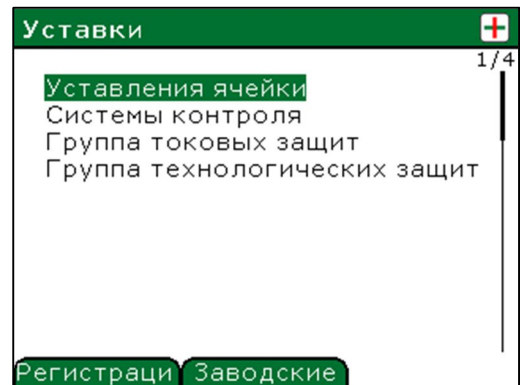 Уставки
1/4
Уставления ячейки
Системы контроля
Группа токовых защит
Группа технологических защит
Регистраци Заводские